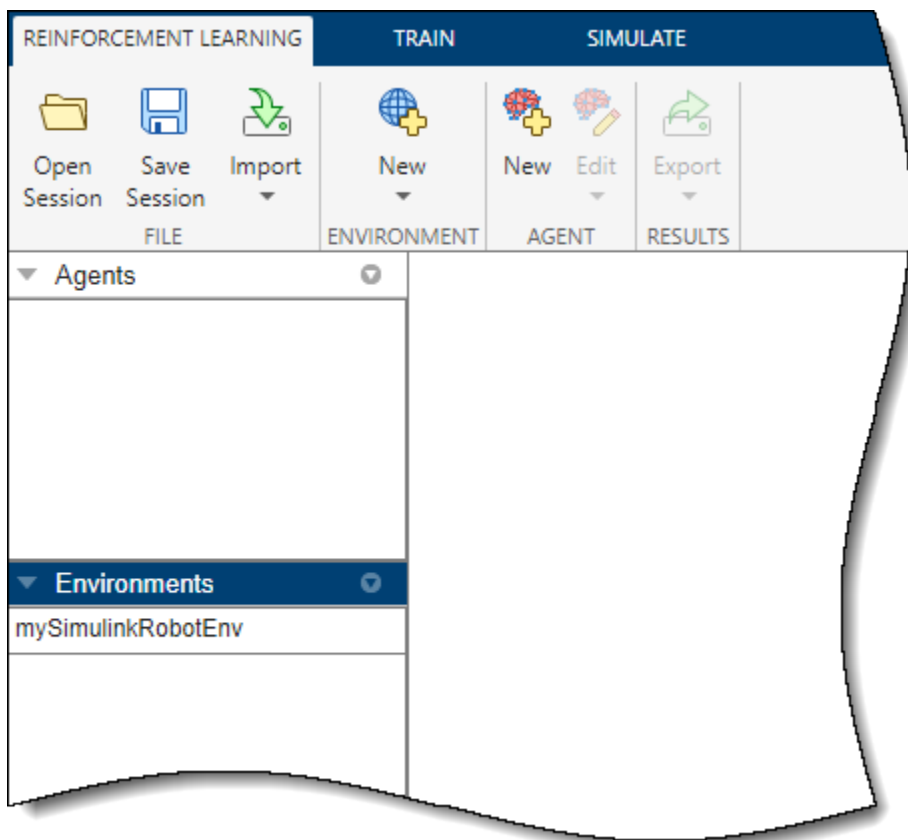 REINFORCEMENT LEARNING TRAIN SIMULATE
Open Session
Save Session
Import
New
New
Edit
Export
FILE ENVIRONMENT AGENT RESULTS
Agents
Environments
mySimulinkRobotEnv